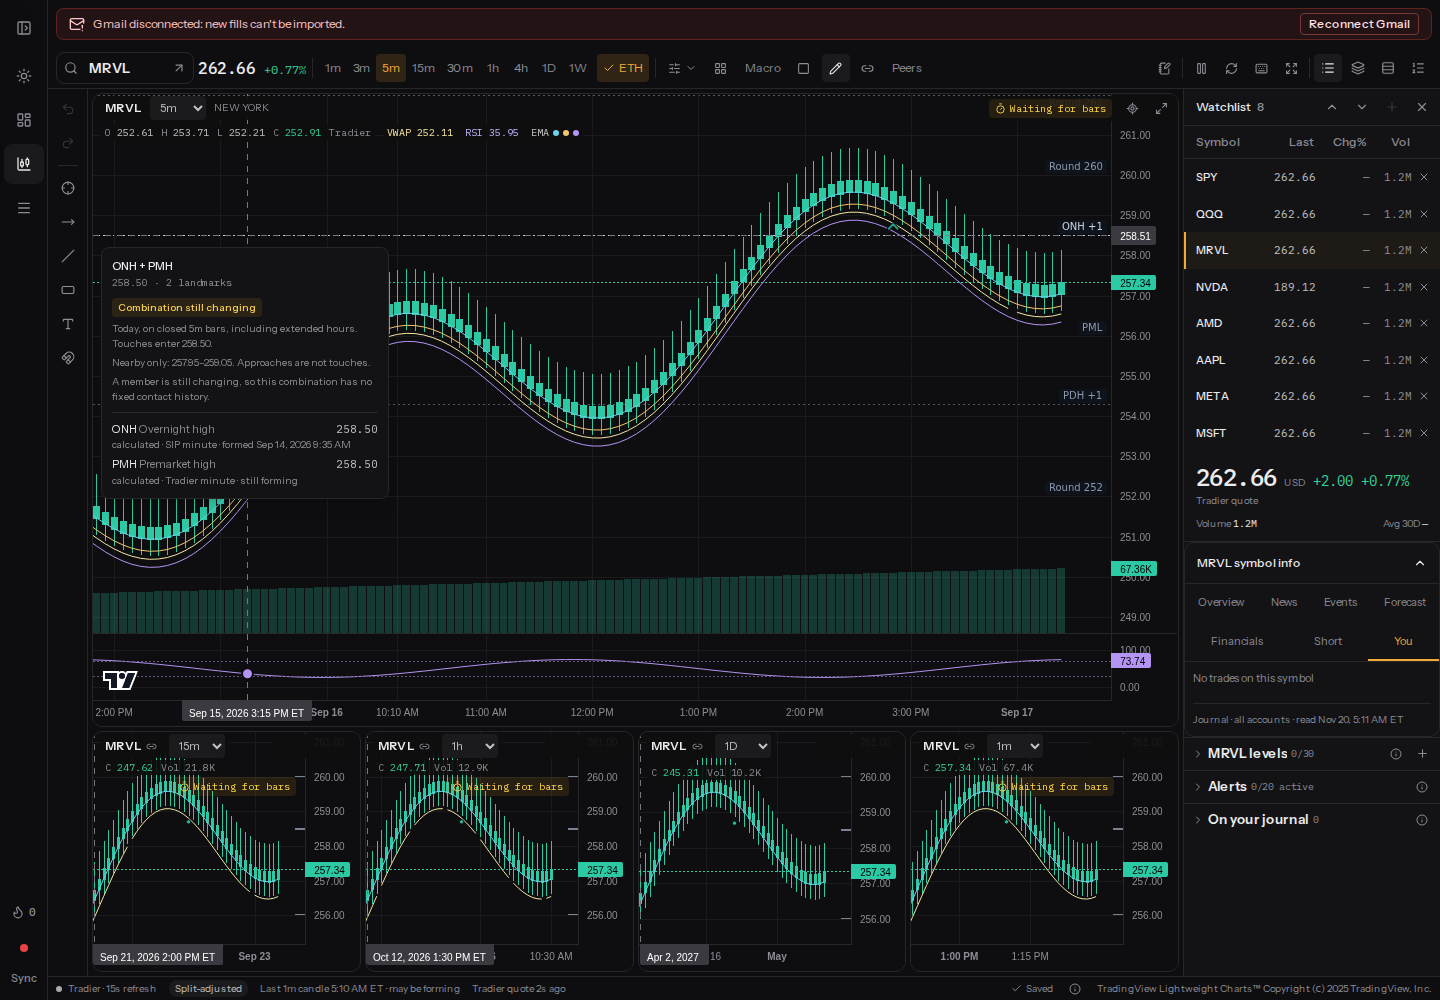 Gmail disconnected: new fills can't be imported.
Reconnect Gmail
MRVL
262.66 +0.77%
1m 3m 5m 15m 30m 1h 4h 1D 1W
ETH
Macro
Peers
MRVL 5m NEW YORK
Waiting for bars
O 252.61 H 253.71 L 252.21 C 252.91 Tradier VWAP 252.11 RSI 35.95 EMA
261.00
Round 260
260.00
259.00
ONH +1
258.51
258.00
257.34
257.00
PML
256.00
255.00
PDH +1
254.00
253.00
Round 252
252.00
251.00
67.36K
250.00
249.00
100.00
73.74
0.00
ONH + PMH
258.50 · 2 landmarks
Combination still changing
Today, on closed 5m bars, including extended hours.
Touches enter 258.50.
Nearby only: 257.95–259.05. Approaches are not touches.
A member is still changing, so this combination has no
fixed contact history.
ONH Overnight high 258.50
calculated · SIP minute · formed Sep 14, 2026 9:35 AM
PMH Premarket high 258.50
calculated · Tradier minute · still forming
2:00 PM
Sep 15, 2026 3:15 PM ET
Sep 16
10:10 AM
11:00 AM
12:00 PM
1:00 PM
2:00 PM
3:00 PM
Sep 17
MRVL 15m
261.00
C 247.62 Vol 21.8K
Waiting for bars
260.00
259.00
258.00
257.34
257.00
256.00
Sep 21, 2026 2:00 PM ET
Sep 23
MRVL 1h
261.00
C 247.71 Vol 12.9K
Waiting for bars
260.00
259.00
258.00
257.34
257.00
256.00
Oct 12, 2026 1:30 PM ET
10:30 AM
MRVL 1D
261.00
C 245.31 Vol 10.2K
260.00
259.00
258.00
257.34
257.00
256.00
Apr 2, 2027
16
May
MRVL 1m
261.00
C 257.34 Vol 67.4K
Waiting for bars
260.00
259.00
258.00
257.34
257.00
256.00
1:00 PM
1:15 PM
Watchlist 8
Symbol Last Chg% Vol
SPY 262.66 — 1.2M
QQQ 262.66 — 1.2M
MRVL 262.66 — 1.2M
NVDA 189.12 — 1.2M
AMD 262.66 — 1.2M
AAPL 262.66 — 1.2M
META 262.66 — 1.2M
MSFT 262.66 — 1.2M
262.66 USD +2.00 +0.77%
Tradier quote
Volume 1.2M Avg 30D —
MRVL symbol info
Overview News Events Forecast
Financials Short You
No trades on this symbol
Journal · all accounts · read Nov 20, 5:11 AM ET
MRVL levels 0/30
Alerts 0/20 active
On your journal 0
0
Sync
Tradier · 15s refresh
Split-adjusted
Last 1m candle 5:10 AM ET · may be forming
Tradier quote 2s ago
Saved
TradingView Lightweight Charts™ Copyright (c) 2025 TradingView, Inc.